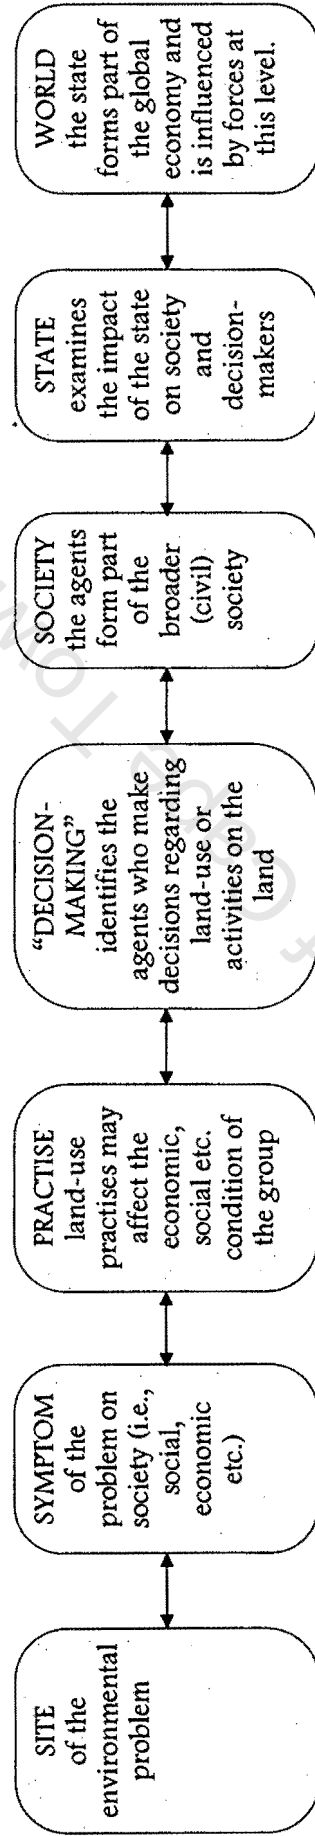 SITE
of the
environmental
problem
SYMPTOM
of the
problem on
society (i.e.,
social,
economic
etc.)
PRACTISE
land-use
practises may
affect the
economic,
social etc.
condition of
the group
“DECISION-
MAKING”
identifies the
agents who make
decisions regarding
land-use or
activities on the
land
SOCIETY
the agents
form part
of the
broader
(civil)
society
STATE
examines
the impact
of the state
on society
and
decision-
makers
WORLD
the state
forms part of
the global
economy and
is influenced
by forces at
this level.
of Cape Tow